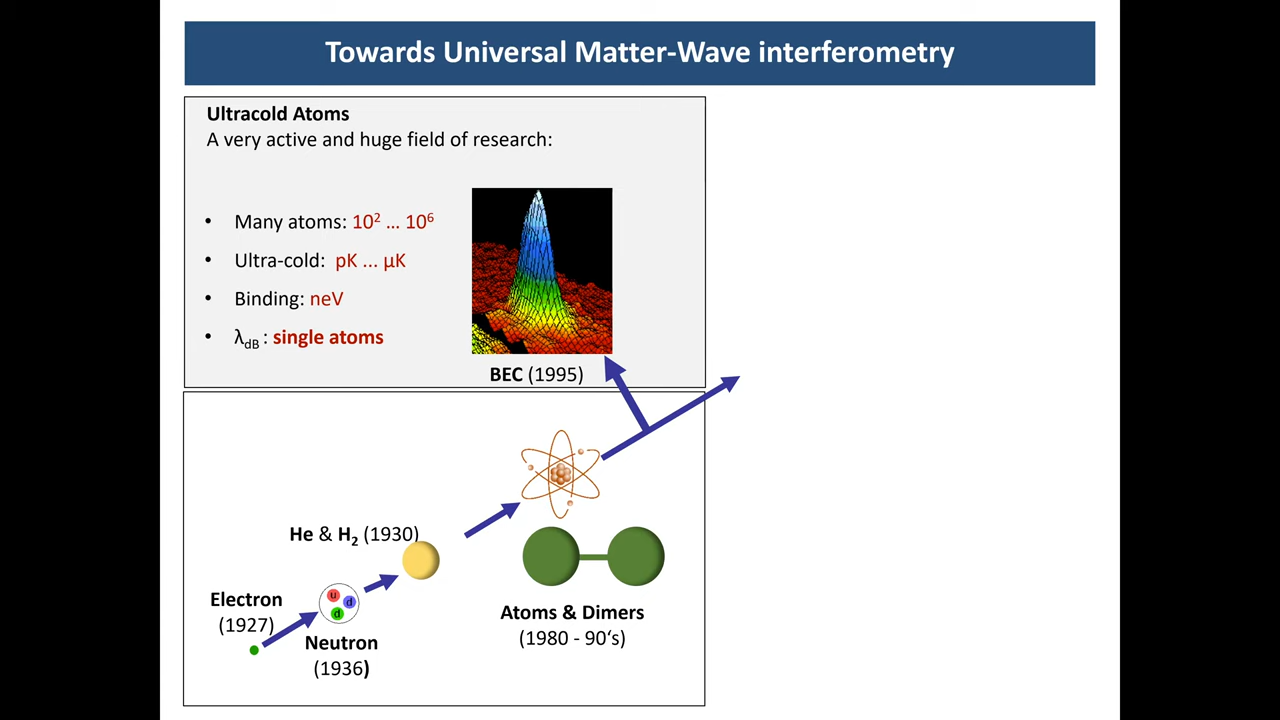 Towards Universal Matter-Wave interferometry
Ultracold Atoms
A very active and huge field of research:
• Many atoms: 10² … 10⁶
• Ultra-cold: pK ... µK
• Binding: neV
• λdB : single atoms
BEC (1995)
He & H₂ (1930)
Electron
(1927)
u
d
d
Neutron
(1936)
Atoms & Dimers
(1980 - 90‘s)